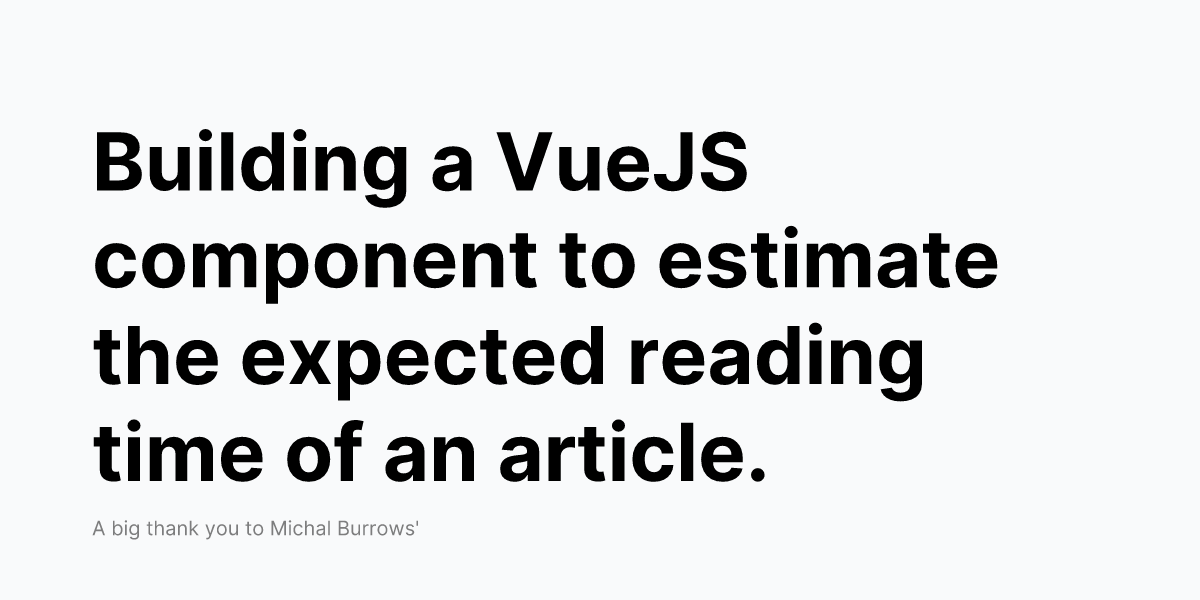 Building a VueJS
component to estimate
the expected reading
time of an article.
A big thank you to Michal Burrows'